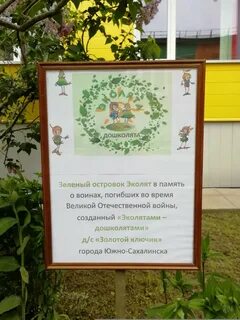 ДОШКОЛЯТА
Зеленый островок Эколят в память
о воинах, погибших во время
Великой Отечественной войны,
созданный «Эколятами –
дошколятами»
д/с «Золотой ключик»
города Южно-Сахалинска